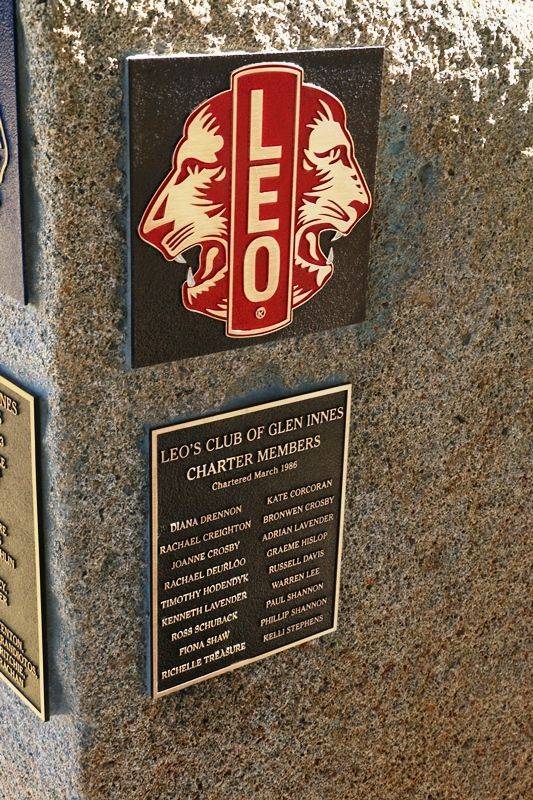 LEO
®
LEO'S CLUB OF GLEN INNES
CHARTER MEMBERS
Chartered March 1986
DIANA DRENNON
RACHAEL CREIGHTON
JOANNE CROSBY
RACHAEL DEURLOO
TIMOTHY HODENDYK
KENNETH LAVENDER
ROSS SCHUBACK
FIONA SHAW
RICHELLE TREASURE
KATE CORCORAN
BRONWEN CROSBY
ADRIAN LAVENDER
GRAEME HISLOP
RUSSELL DAVIS
WARREN LEE
PAUL SHANNON
PHILLIP SHANNON
KELLI STEPHENS